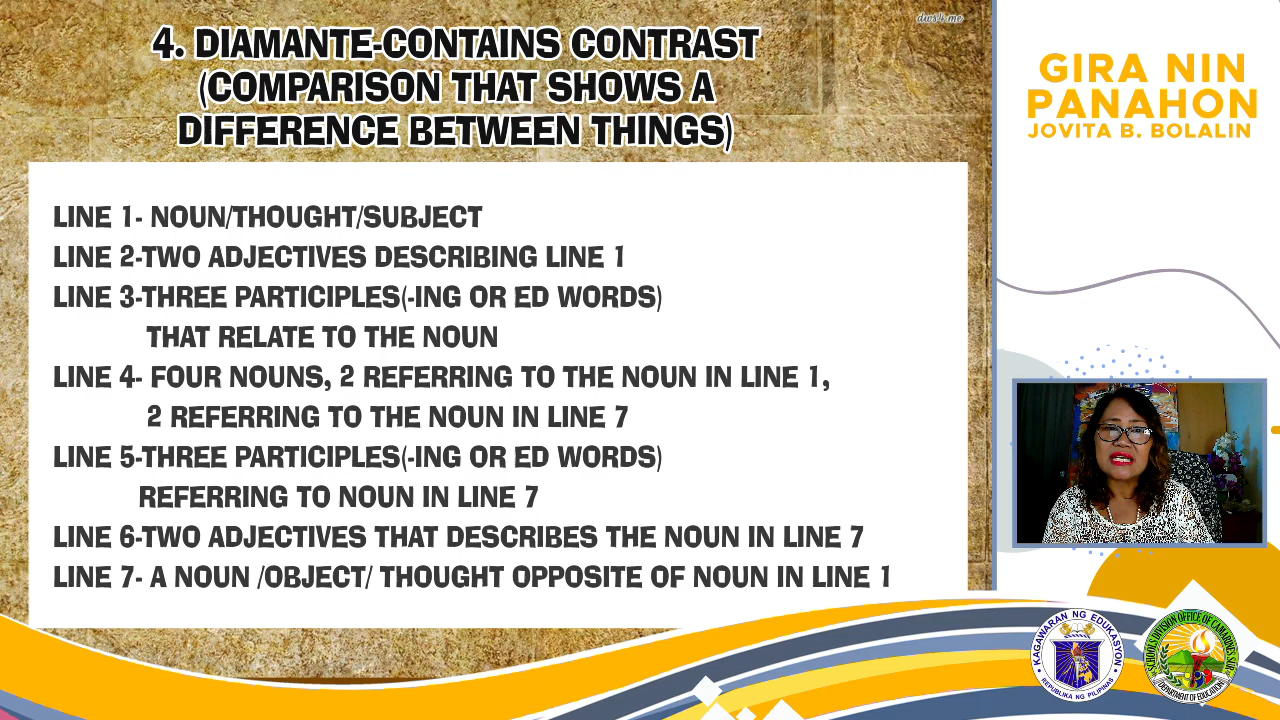 4. DIAMANTE-CONTAINS CONTRAST
(COMPARISON THAT SHOWS A
DIFFERENCE BETWEEN THINGS)
LINE 1- NOUN/THOUGHT/SUBJECT
LINE 2-TWO ADJECTIVES DESCRIBING LINE 1
LINE 3-THREE PARTICIPLES(-ING OR ED WORDS)
THAT RELATE TO THE NOUN
LINE 4- FOUR NOUNS, 2 REFERRING TO THE NOUN IN LINE 1,
2 REFERRING TO THE NOUN IN LINE 7
LINE 5-THREE PARTICIPLES(-ING OR ED WORDS)
REFERRING TO NOUN IN LINE 7
LINE 6-TWO ADJECTIVES THAT DESCRIBES THE NOUN IN LINE 7
LINE 7- A NOUN /OBJECT/ THOUGHT OPPOSITE OF NOUN IN LINE 1
GIRA NIN
PANAHON
JOVITA B. BOLALIN
KAGAWARAN NG EDUKASYON
REPUBLIKA NG PILIPINAS
SCHOOLS DIVISION OFFICE OF CAMARINES SUR
DEPARTMENT OF EDUCATION